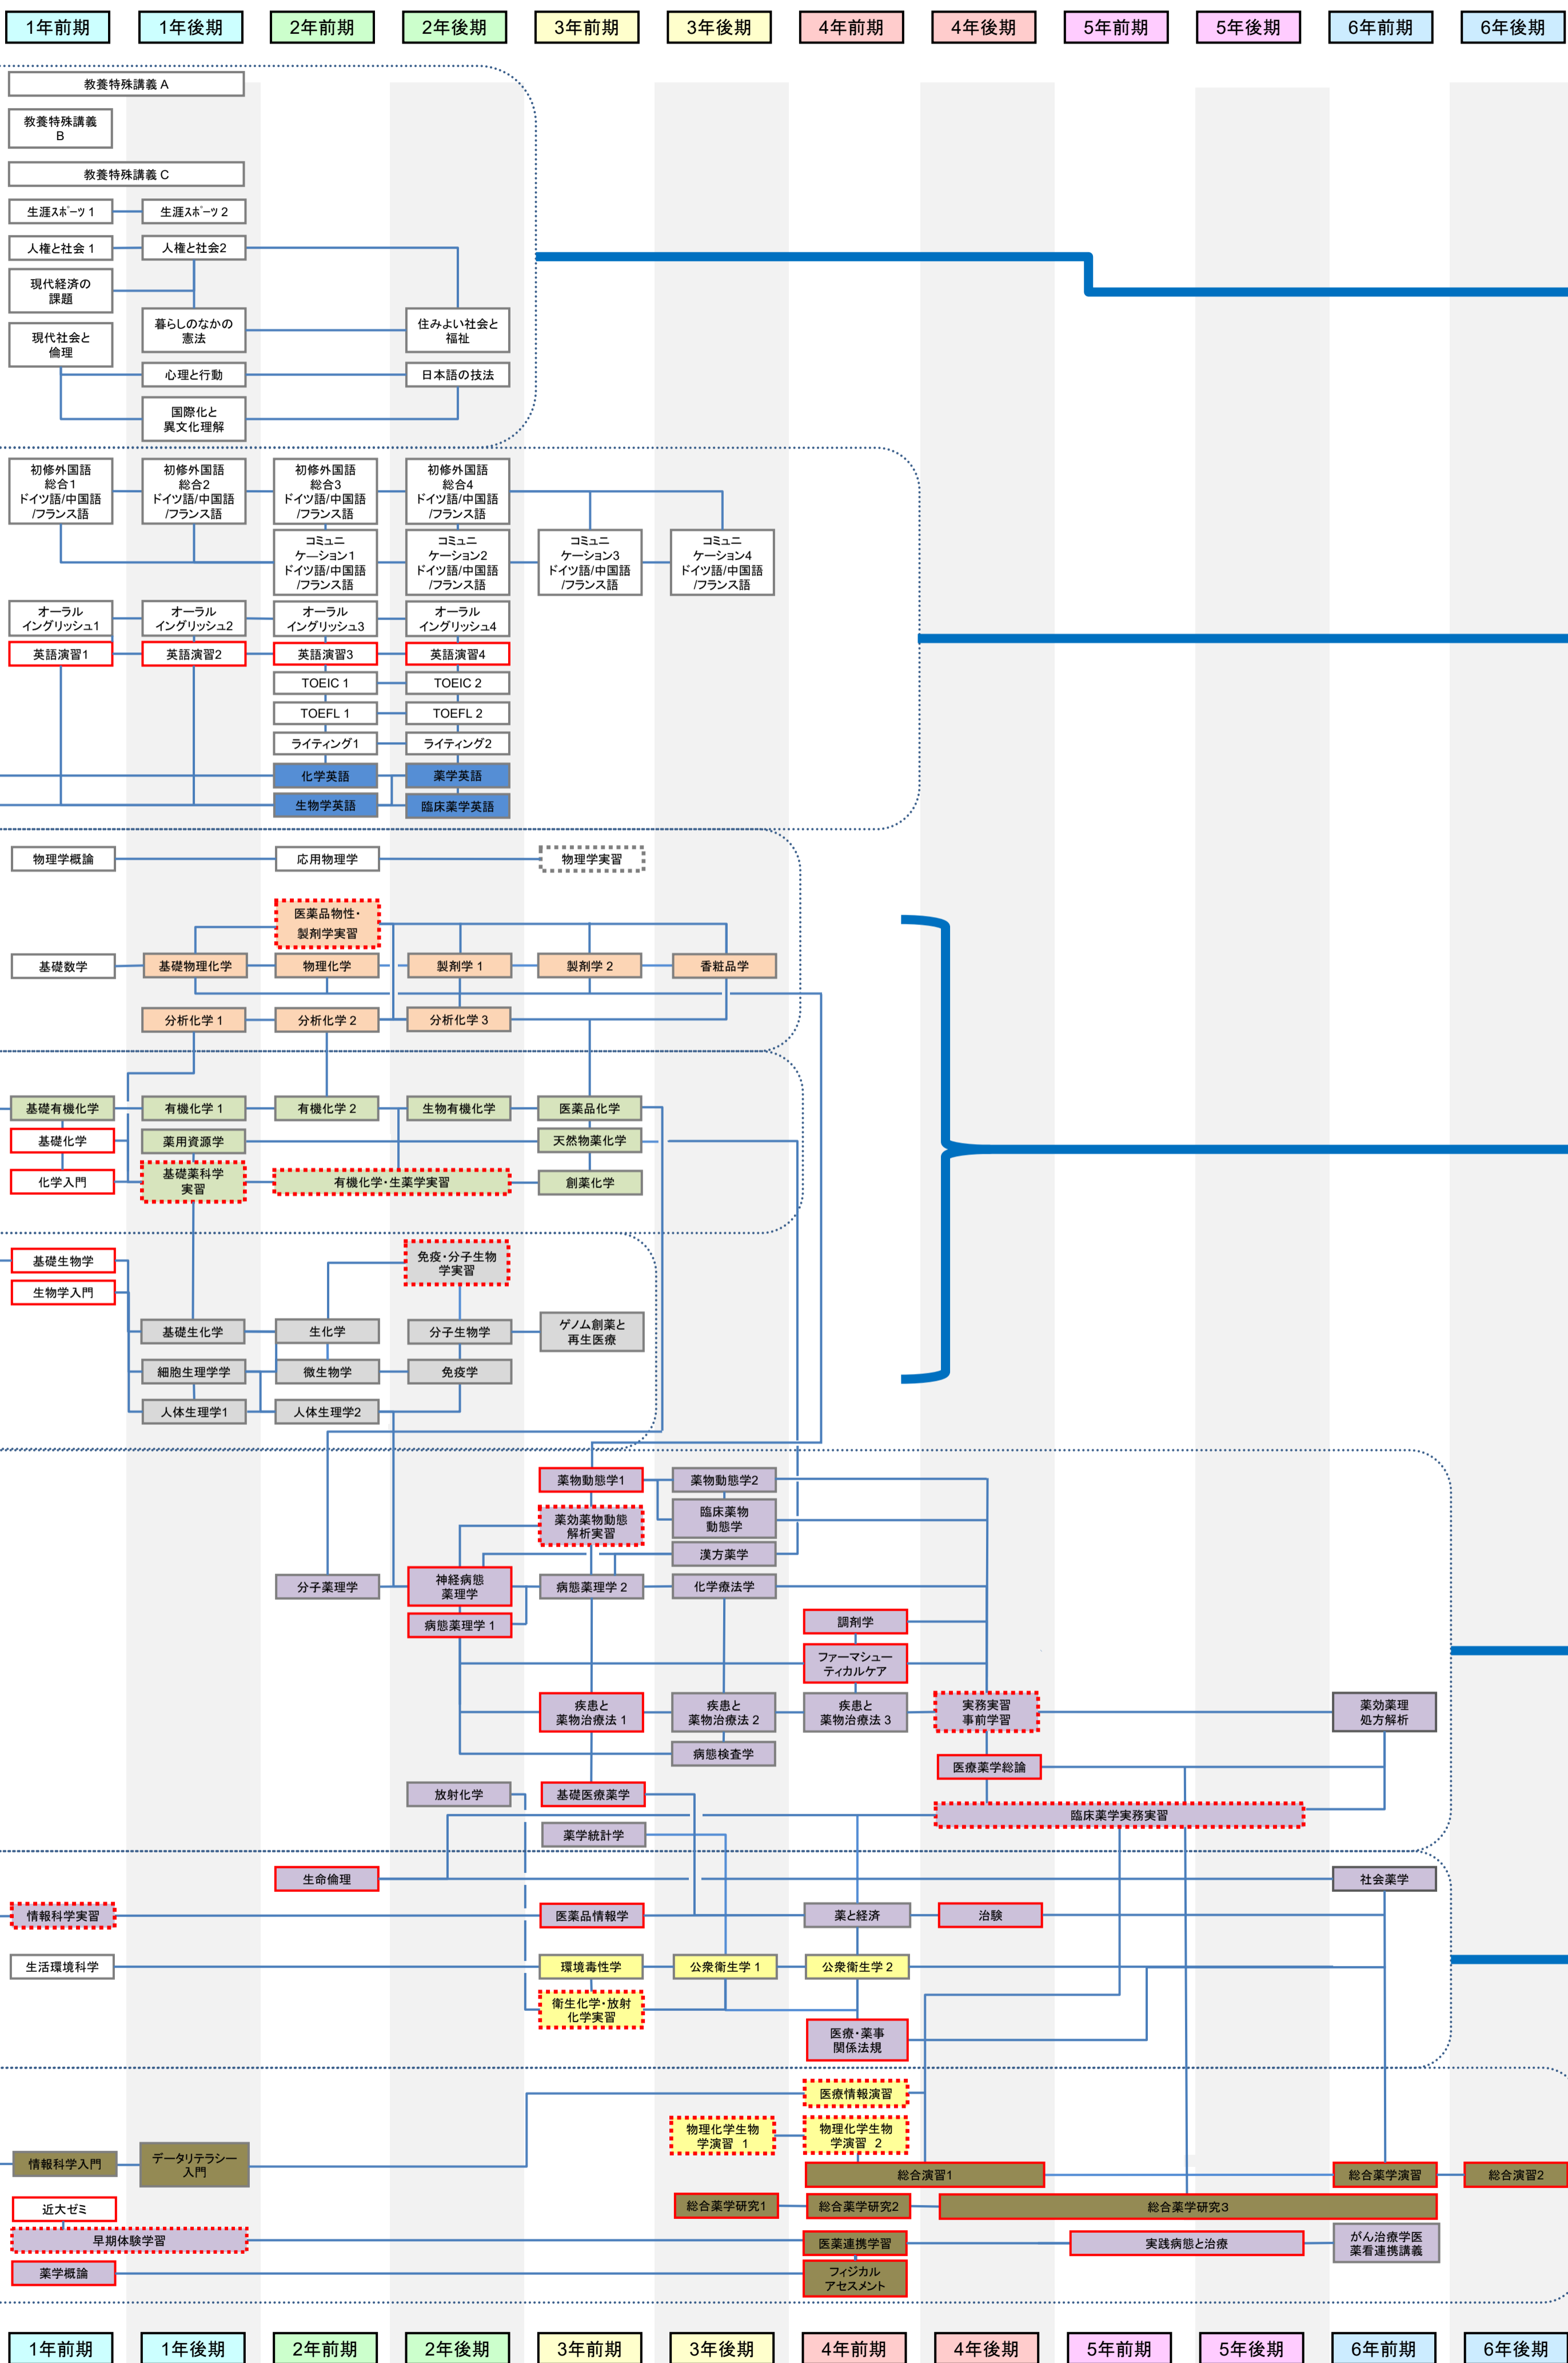 1年前期 1年後期 2年前期 2年後期 3年前期 3年後期 4年前期 4年後期 5年前期 5年後期 6年前期 6年後期
教養特殊講義 A
教養特殊講義
B
教養特殊講義 C
生涯スポーツ 1 生涯スポーツ 2
人権と社会 1 人権と社会2
現代経済の
課題
現代社会と
倫理
暮らしのなかの
憲法
住みよい社会と
福祉
心理と行動 日本語の技法
国際化と
異文化理解
初修外国語
総合1
ドイツ語/中国語
/フランス語
初修外国語
総合2
ドイツ語/中国語
/フランス語
初修外国語
総合3
ドイツ語/中国語
/フランス語
初修外国語
総合4
ドイツ語/中国語
/フランス語
コミュニ
ケーション1
ドイツ語/中国語
/フランス語
コミュニ
ケーション2
ドイツ語/中国語
/フランス語
コミュニ
ケーション3
ドイツ語/中国語
/フランス語
コミュニ
ケーション4
ドイツ語/中国語
/フランス語
オーラル
イングリッシュ1
オーラル
イングリッシュ2
オーラル
イングリッシュ3
オーラル
イングリッシュ4
英語演習1 英語演習2 英語演習3 英語演習4
TOEIC 1 TOEIC 2
TOEFL 1 TOEFL 2
ライティング1 ライティング2
化学英語 薬学英語
生物学英語 臨床薬学英語
物理学概論 応用物理学 物理学実習
医薬品物性・
製剤学実習
基礎数学 基礎物理化学 物理化学 製剤学 1 製剤学 2 香粧品学
分析化学 1 分析化学 2 分析化学 3
基礎有機化学 有機化学 1 有機化学 2 生物有機化学 医薬品化学
基礎化学 薬用資源学 天然物薬化学
化学入門
基礎薬科学
実習
有機化学・生薬学実習 創薬化学
基礎生物学
免疫・分子生物
学実習
生物学入門
基礎生化学 生化学 分子生物学
ゲノム創薬と
再生医療
細胞生理学学 微生物学 免疫学
人体生理学1 人体生理学2
薬物動態学1 薬物動態学2
薬効薬物動態
解析実習
臨床薬物
動態学
漢方薬学
分子薬理学
神経病態
薬理学
病態薬理学 2 化学療法学
病態薬理学 1 調剤学
ファーマシュー
ティカルケア
疾患と
薬物治療法 1
疾患と
薬物治療法 2
疾患と
薬物治療法 3
実務実習
事前学習
薬効薬理
処方解析
病態検査学
医療薬学総論
放射化学 基礎医療薬学
臨床薬学実務実習
薬学統計学
生命倫理 社会薬学
情報科学実習 医薬品情報学 薬と経済 治験
生活環境科学 環境毒性学 公衆衛生学 1 公衆衛生学 2
衛生化学・放射
化学実習
医療・薬事
関係法規
医療情報演習
物理化学生物
学演習 1
物理化学生物
学演習 2
情報科学入門
データリテラシー
入門
総合演習1 総合薬学演習 総合演習2
近大ゼミ 総合薬学研究1 総合薬学研究2 総合薬学研究3
早期体験学習 医薬連携学習 実践病態と治療
がん治療学医
薬看連携講義
薬学概論
フィジカル
アセスメント
1年前期 1年後期 2年前期 2年後期 3年前期 3年後期 4年前期 4年後期 5年前期 5年後期 6年前期 6年後期